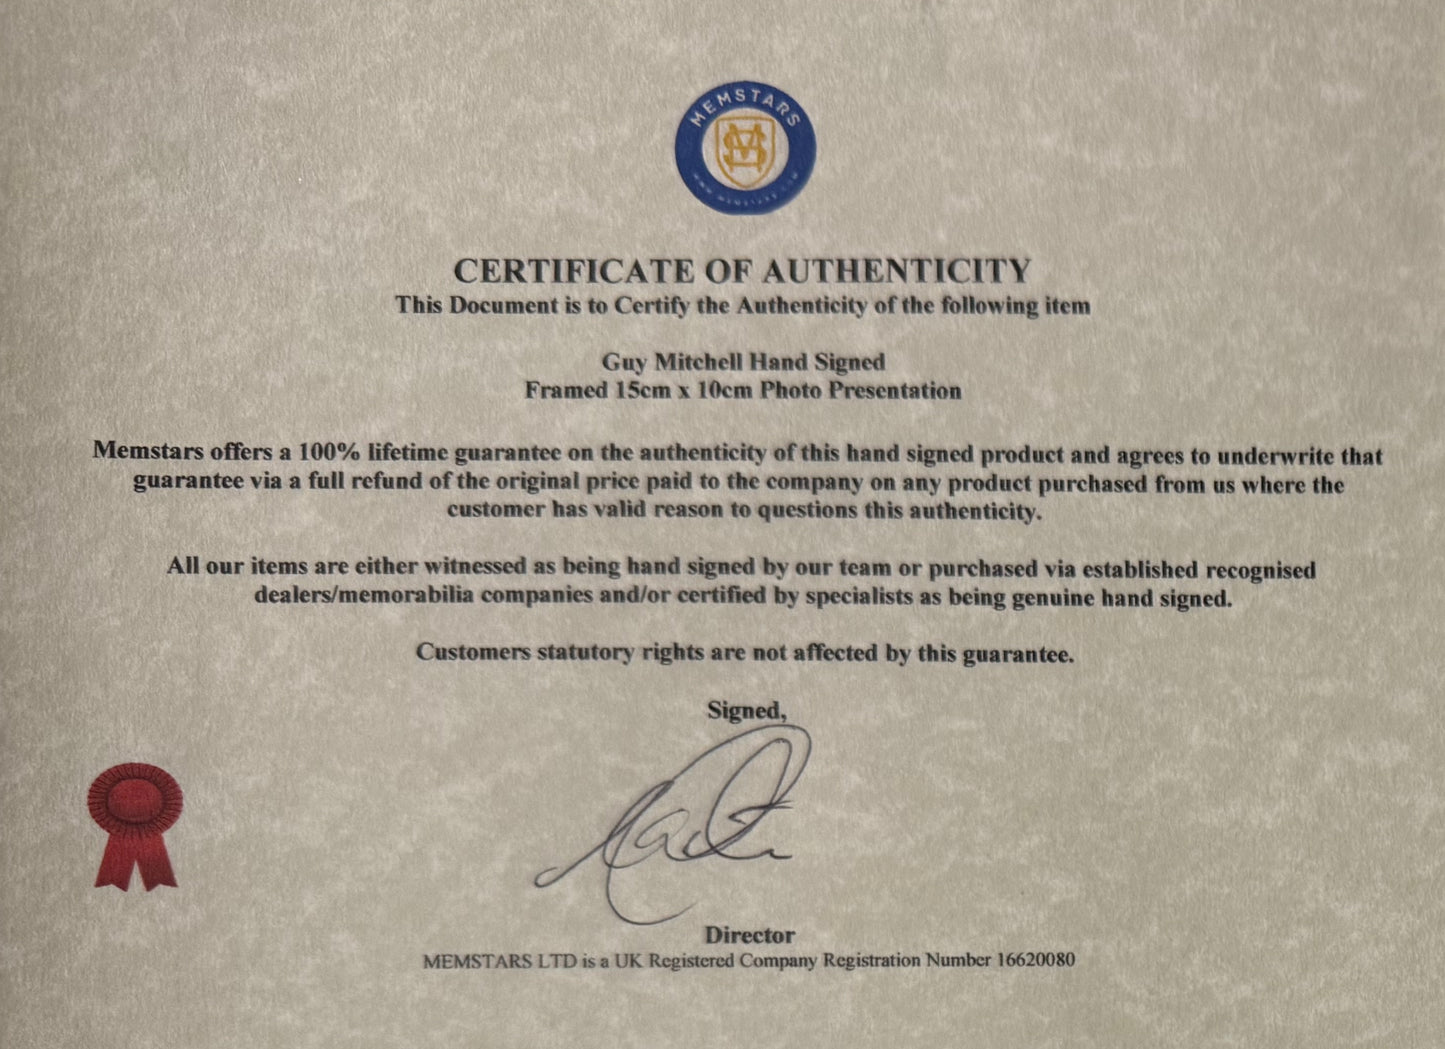 MEMSTARS
MS
WWW.MEMSTARS.COM
CERTIFICATE OF AUTHENTICITY
This Document is to Certify the Authenticity of the following item
Guy Mitchell Hand Signed
Framed 15cm x 10cm Photo Presentation
Memstars offers a 100% lifetime guarantee on the authenticity of this hand signed product and agrees to underwrite that
guarantee via a full refund of the original price paid to the company on any product purchased from us where the
customer has valid reason to questions this authenticity.
All our items are either witnessed as being hand signed by our team or purchased via established recognised
dealers/memorabilia companies and/or certified by specialists as being genuine hand signed.
Customers statutory rights are not affected by this guarantee.
Signed,
Director
MEMSTARS LTD is a UK Registered Company Registration Number 16620080